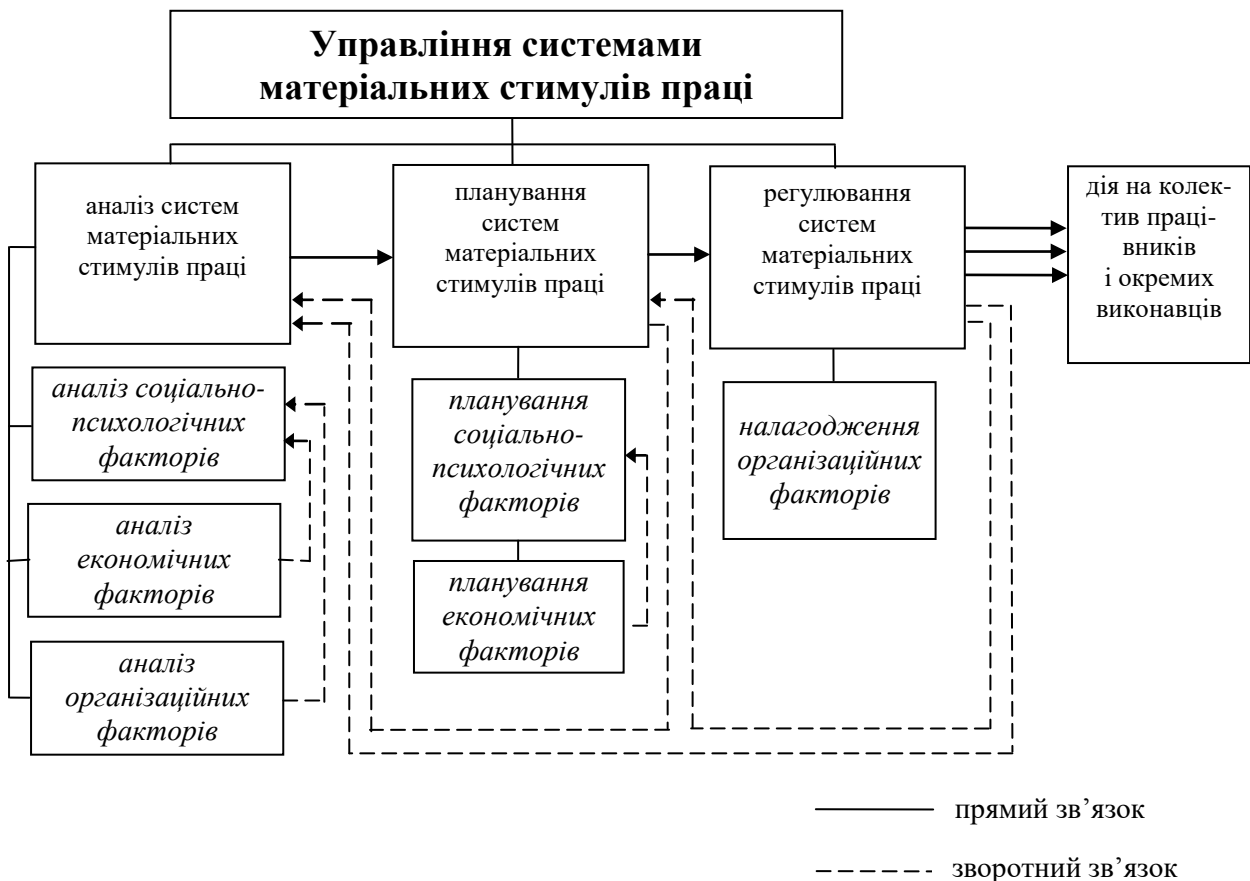 Управління системами
матеріальних стимулів праці
аналіз систем
матеріальних
стимулів праці
планування
систем
матеріальних
стимулів праці
регулювання
систем
матеріальних
стимулів праці
дія на колек-
тив праці-
вників
і окремих
виконавців
аналіз соціально-
психологічних
факторів
аналіз
економічних
факторів
аналіз
організаційних
факторів
планування
соціально-
психологічних
факторів
планування
економічних
факторів
налагодження
організаційних
факторів
прямий зв’язок
зворотний зв’язок